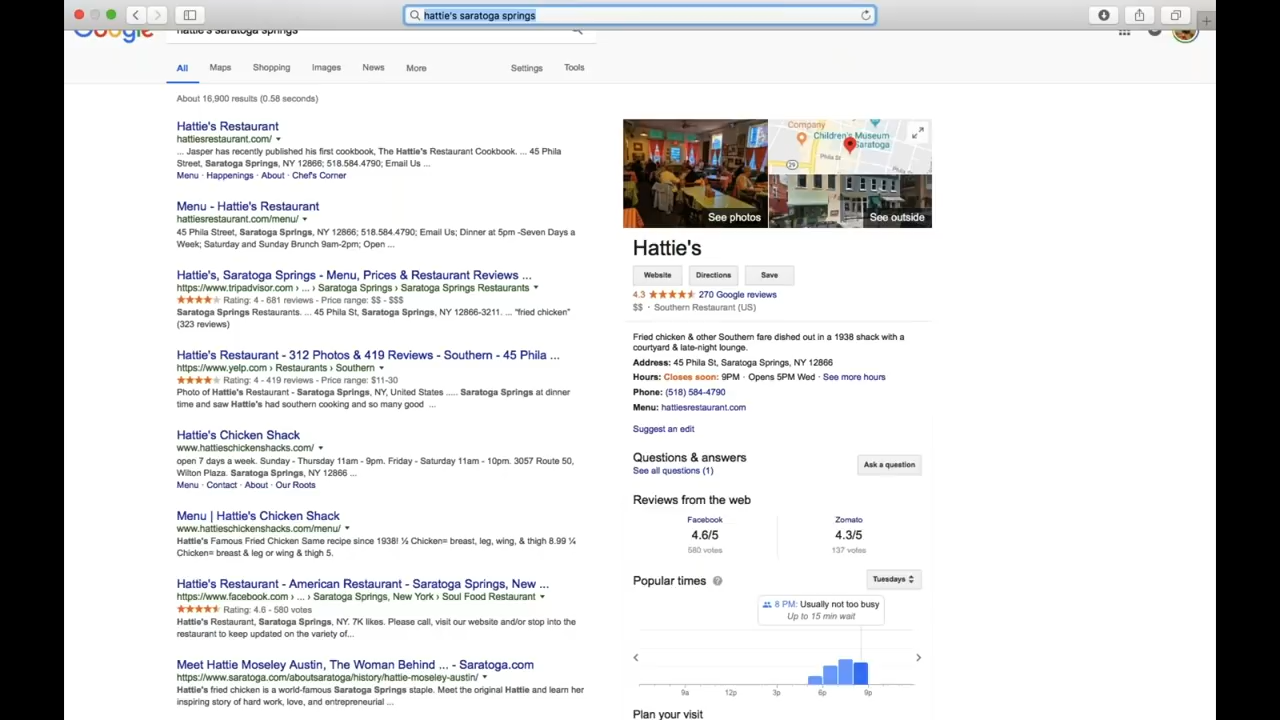 hattie's saratoga springs
Google
hattie's saratoga springs
All Maps Shopping Images News More Settings Tools
About 16,900 results (0.58 seconds)
Hattie's Restaurant
hattiesrestaurant.com/
... Jasper has recently published his first cookbook, The Hattie's Restaurant Cookbook. ... 45 Phila
Street, Saratoga Springs, NY 12866; 518.584.4790; Email Us ...
Menu · Happenings · About · Chef's Corner
Menu - Hattie's Restaurant
hattiesrestaurant.com/menu/
45 Phila Street, Saratoga Springs, NY 12866; 518.584.4790; Email Us; Dinner at 5pm -Seven Days a
Week; Saturday and Sunday Brunch 9am-2pm; Open ...
Hattie's, Saratoga Springs - Menu, Prices & Restaurant Reviews ...
https://www.tripadvisor.com › ... › Saratoga Springs › Saratoga Springs Restaurants
Rating: 4 - 681 reviews - Price range: $$ - $$$
Saratoga Springs Restaurants. ... 45 Phila St, Saratoga Springs, NY 12866-3211. ... "fried chicken"
(323 reviews)
Hattie's Restaurant - 312 Photos & 419 Reviews - Southern - 45 Phila ...
https://www.yelp.com › Restaurants › Southern
Rating: 4 - 419 reviews - Price range: $11-30
Photo of Hattie's Restaurant - Saratoga Springs, NY, United States ..... Saratoga Springs at dinner
time and saw Hattie's had southern cooking and so many good ...
Hattie's Chicken Shack
www.hattieschickenshacks.com/
open 7 days a week. Sunday - Thursday 11am - 9pm. Friday - Saturday 11am - 10pm. 3057 Route 50,
Wilton Plaza. Saratoga Springs, NY 12866 ...
Menu · Contact · About · Our Roots
Menu | Hattie's Chicken Shack
www.hattieschickenshacks.com/menu/
Hattie's Famous Fried Chicken Same recipe since 1938! ½ Chicken= breast, leg, wing, & thigh 8.99 ¼
Chicken= breast & leg or wing & thigh 5.
Hattie's Restaurant - American Restaurant - Saratoga Springs, New ...
https://www.facebook.com › ... › Saratoga Springs, New York › Soul Food Restaurant
Rating: 4.6 - 580 votes
Hattie's Restaurant, Saratoga Springs, NY. 7K likes. Please call, visit our website and/or stop into the
restaurant to keep updated on the variety of...
Meet Hattie Moseley Austin, The Woman Behind ... - Saratoga.com
https://www.saratoga.com/aboutsaratoga/history/hattie-moseley-austin/
Hattie's fried chicken is a world-famous Saratoga Springs staple. Meet the original Hattie and learn her
inspiring story of hard work, love, and entrepreneurial ...
Company
Children's Museum
Saratoga
Phila St
29
See photos
See outside
Hattie's
Website Directions Save
4.3 270 Google reviews
$$ · Southern Restaurant (US)
Fried chicken & other Southern fare dished out in a 1938 shack with a
courtyard & late-night lounge.
Address: 45 Phila St, Saratoga Springs, NY 12866
Hours: Closes soon: 9PM · Opens 5PM Wed · See more hours
Phone: (518) 584-4790
Menu: hattiesrestaurant.com
Suggest an edit
Questions & answers
See all questions (1)
Ask a question
Reviews from the web
Facebook Zomato
4.6/5 4.3/5
580 votes 137 votes
Popular times ?
Tuesdays
8 PM: Usually not too busy
Up to 15 min wait
9a 12p 3p 6p 9p
Plan your visit